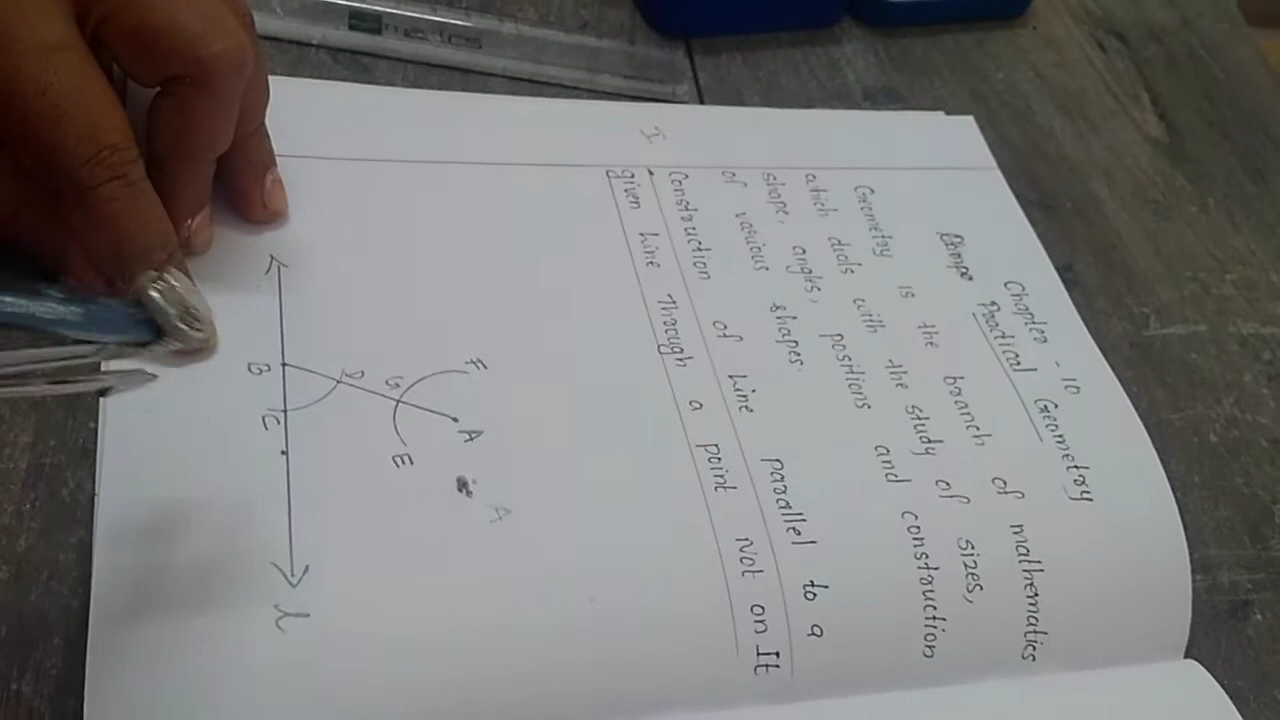 Chapter - 10
Practical Geometry
Geometry is the branch of mathematics
which dials with the study of sizes,
shape, angles, positions and construction
of various shapes.
I
Construction of Line parallel to a
given Line Through a point Not on It
F
A
A
G
E
D
B
C
l